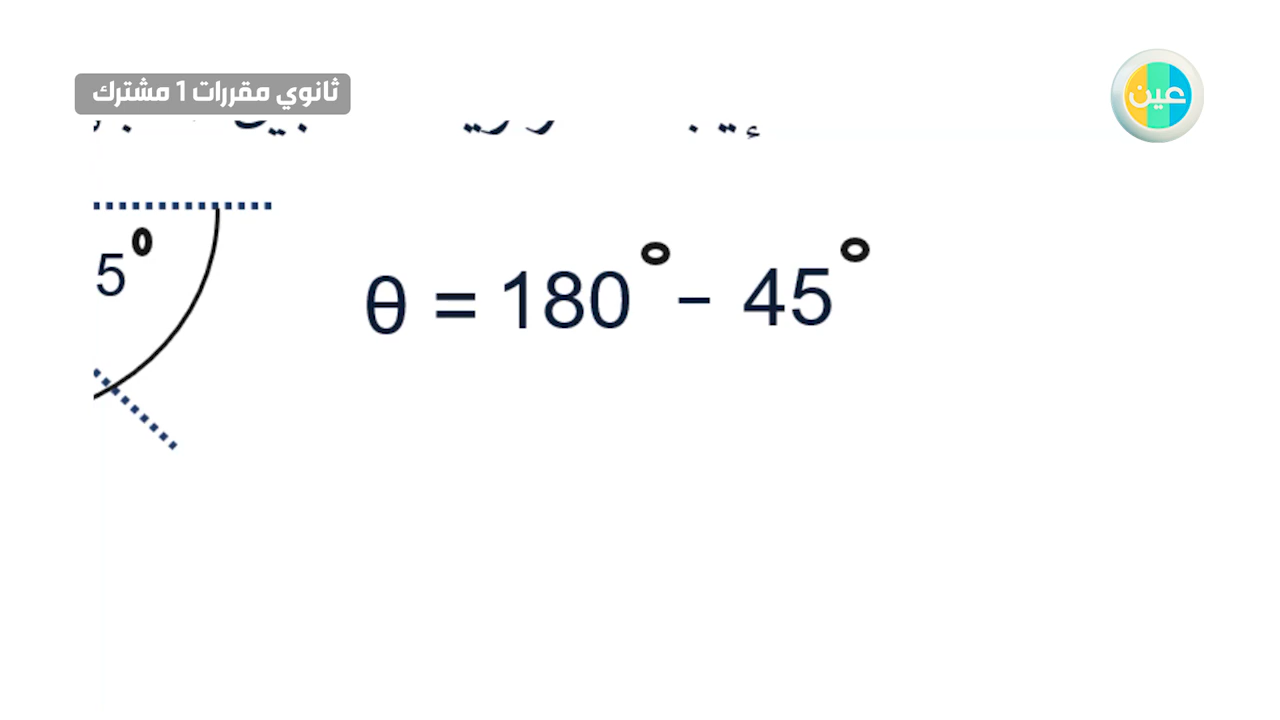 ثانوي مقررات 1 مشترك
عين
5°
θ = 180° - 45°